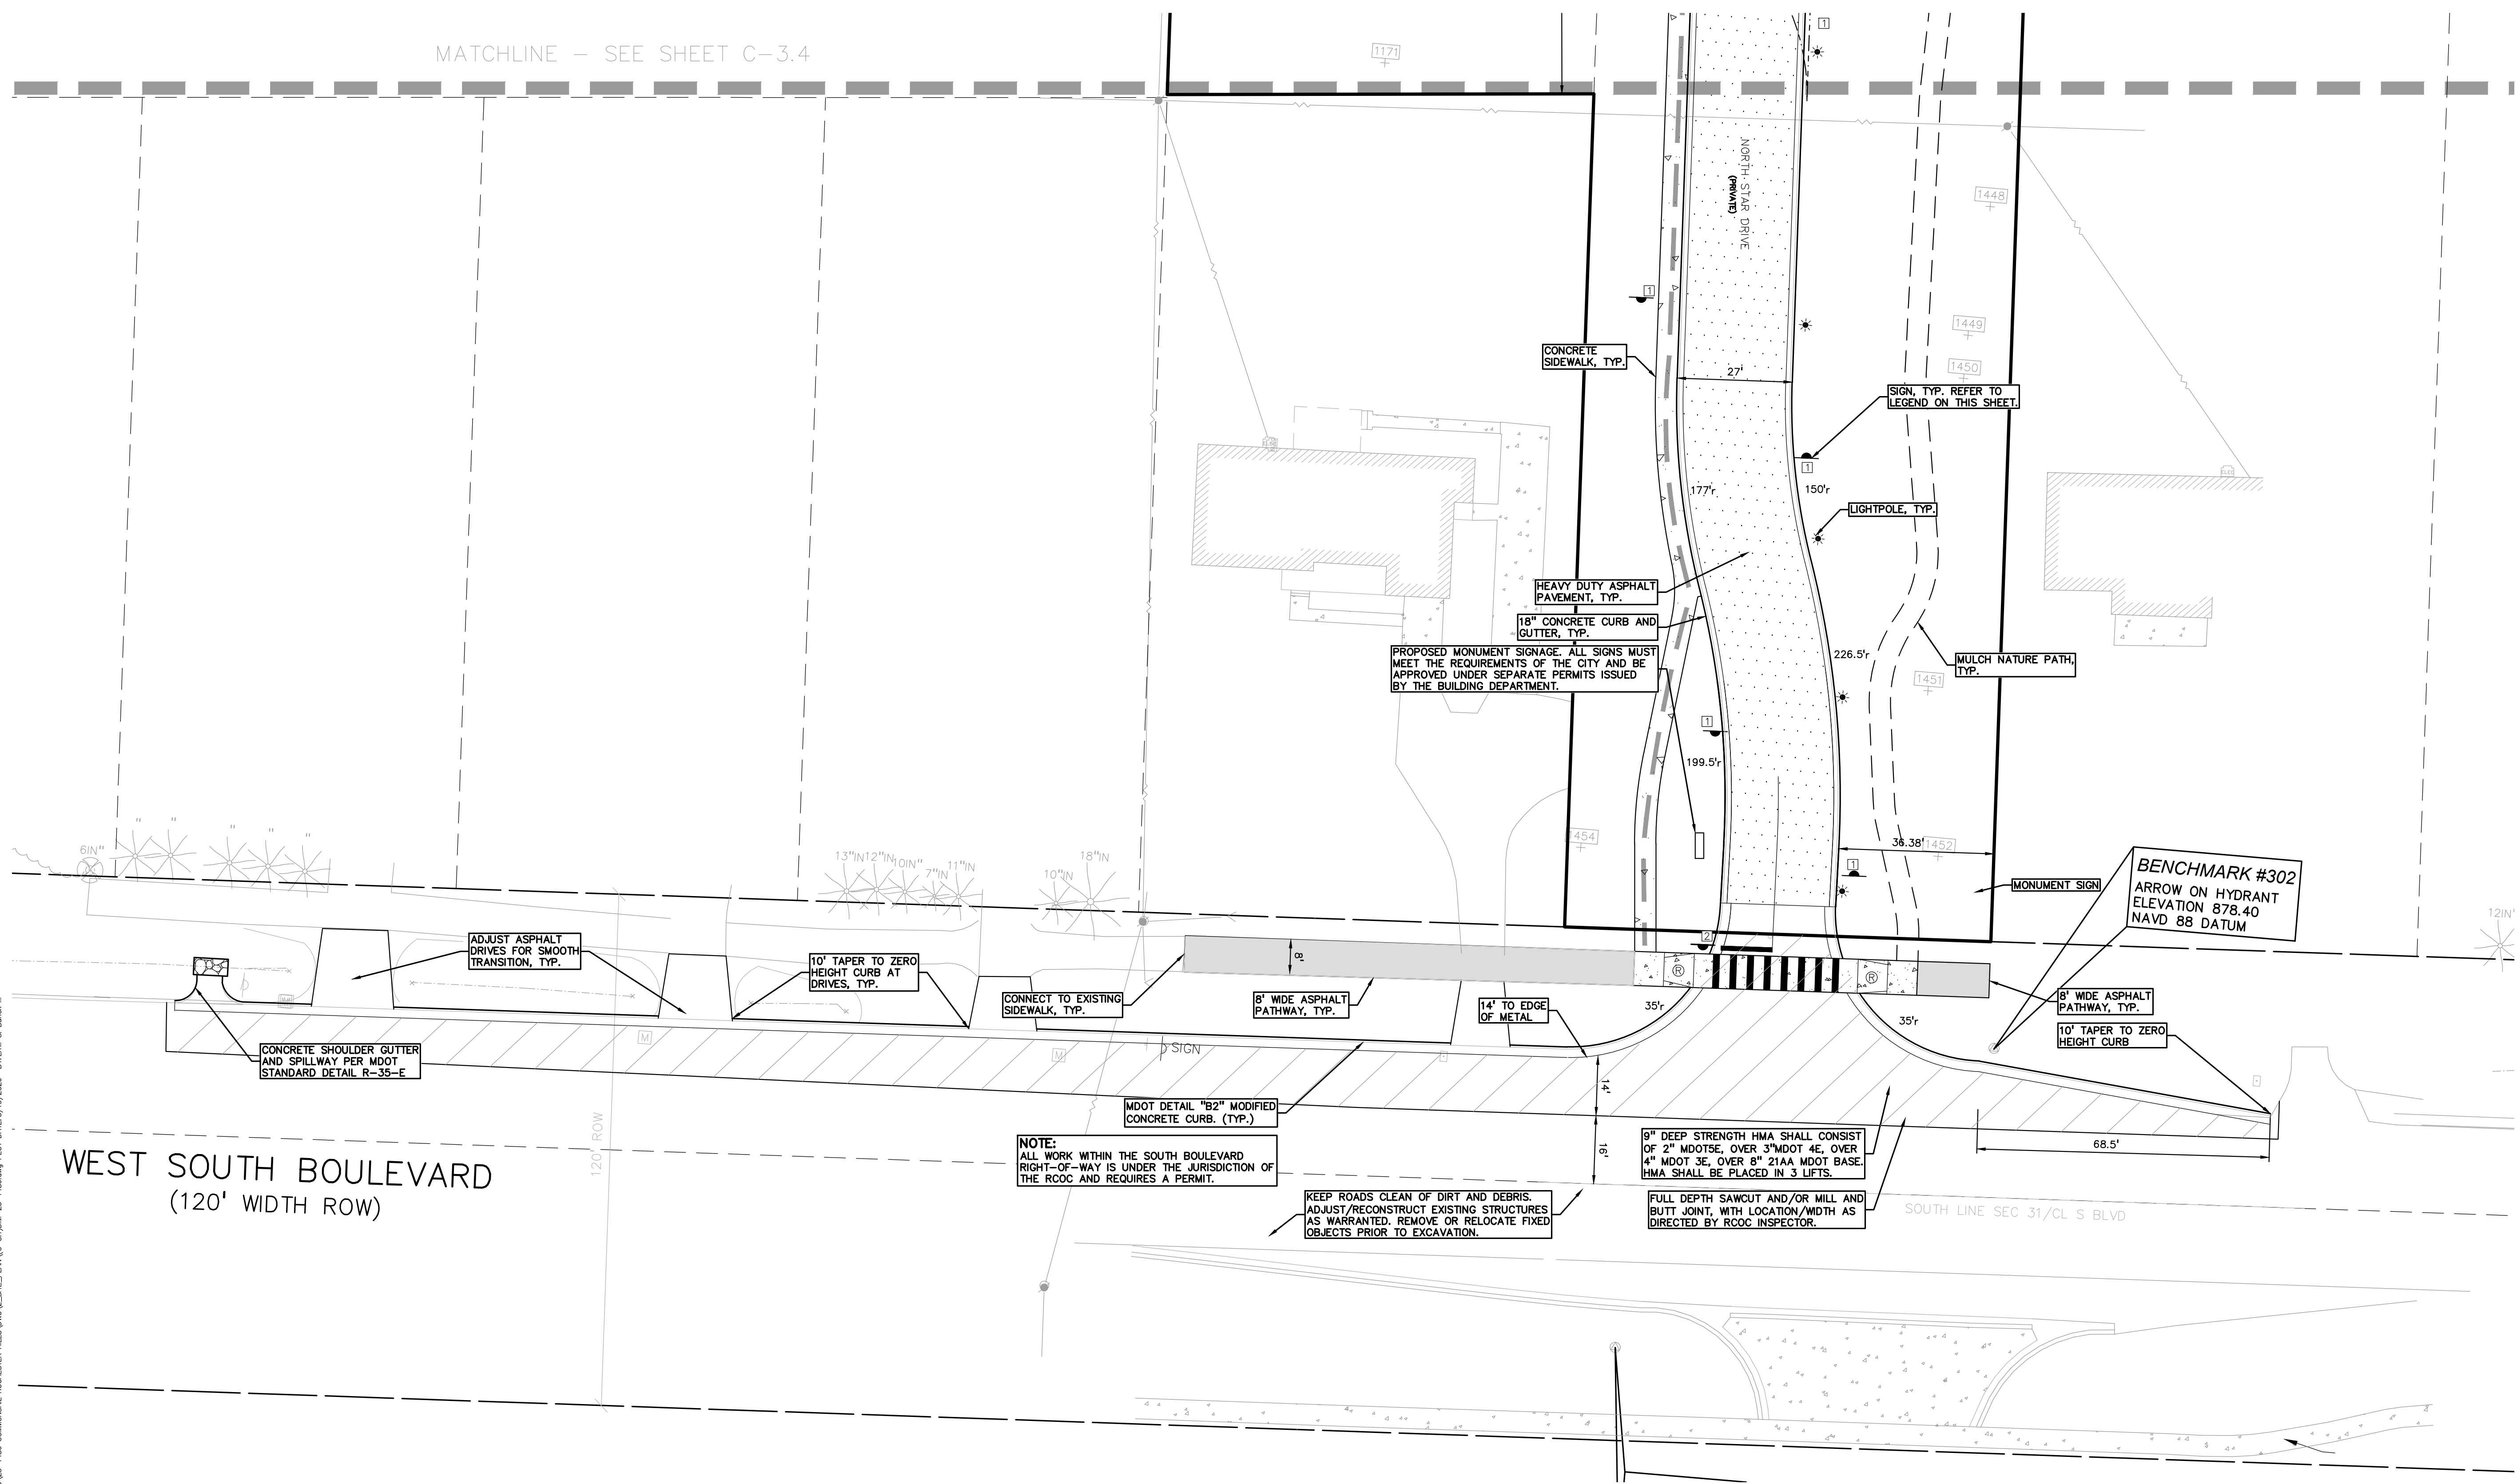 MATCHLINE - SEE SHEET C-3.4
1171
1
NORTH STAR DRIVE
(PRIVATE)
1448
1
1449
CONCRETE
SIDEWALK, TYP.
1450
27'
SIGN, TYP. REFER TO
LEGEND ON THIS SHEET.
1
177'r
150'r
LIGHTPOLE, TYP.
HEAVY DUTY ASPHALT
PAVEMENT, TYP.
18" CONCRETE CURB AND
GUTTER, TYP.
PROPOSED MONUMENT SIGNAGE. ALL SIGNS MUST
MEET THE REQUIREMENTS OF THE CITY AND BE
APPROVED UNDER SEPARATE PERMITS ISSUED
BY THE BUILDING DEPARTMENT.
226.5'r
MULCH NATURE PATH,
TYP.
1451
1
199.5'r
1454
36.38'
1452
1
MONUMENT SIGN
BENCHMARK #302
ARROW ON HYDRANT
ELEVATION 878.40
NAVD 88 DATUM
6IN"
"
"
"
"
"
13"IN
12"IN
10IN"
7"IN
11"IN
10"IN
18"IN
12IN"
2
ADJUST ASPHALT
DRIVES FOR SMOOTH
TRANSITION, TYP.
10' TAPER TO ZERO
HEIGHT CURB AT
DRIVES, TYP.
8'
R
R
CONNECT TO EXISTING
SIDEWALK, TYP.
8' WIDE ASPHALT
PATHWAY, TYP.
14' TO EDGE
OF METAL
35'r
35'r
8' WIDE ASPHALT
PATHWAY, TYP.
10' TAPER TO ZERO
HEIGHT CURB
CONCRETE SHOULDER GUTTER
AND SPILLWAY PER MDOT
STANDARD DETAIL R-35-E
M
M
SIGN
14'
MDOT DETAIL "B2" MODIFIED
CONCRETE CURB. (TYP.)
NOTE:
ALL WORK WITHIN THE SOUTH BOULEVARD
RIGHT-OF-WAY IS UNDER THE JURISDICTION OF
THE RCOC AND REQUIRES A PERMIT.
16'
9" DEEP STRENGTH HMA SHALL CONSIST
OF 2" MDOT5E, OVER 3"MDOT 4E, OVER
4" MDOT 3E, OVER 8" 21AA MDOT BASE.
HMA SHALL BE PLACED IN 3 LIFTS.
68.5'
120' ROW
WEST SOUTH BOULEVARD
(120' WIDTH ROW)
KEEP ROADS CLEAN OF DIRT AND DEBRIS.
ADJUST/RECONSTRUCT EXISTING STRUCTURES
AS WARRANTED. REMOVE OR RELOCATE FIXED
OBJECTS PRIOR TO EXCAVATION.
FULL DEPTH SAWCUT AND/OR MILL AND
BUTT JOINT, WITH LOCATION/WIDTH AS
DIRECTED BY RCOC INSPECTOR.
SOUTH LINE SEC 31/CL S BLVD